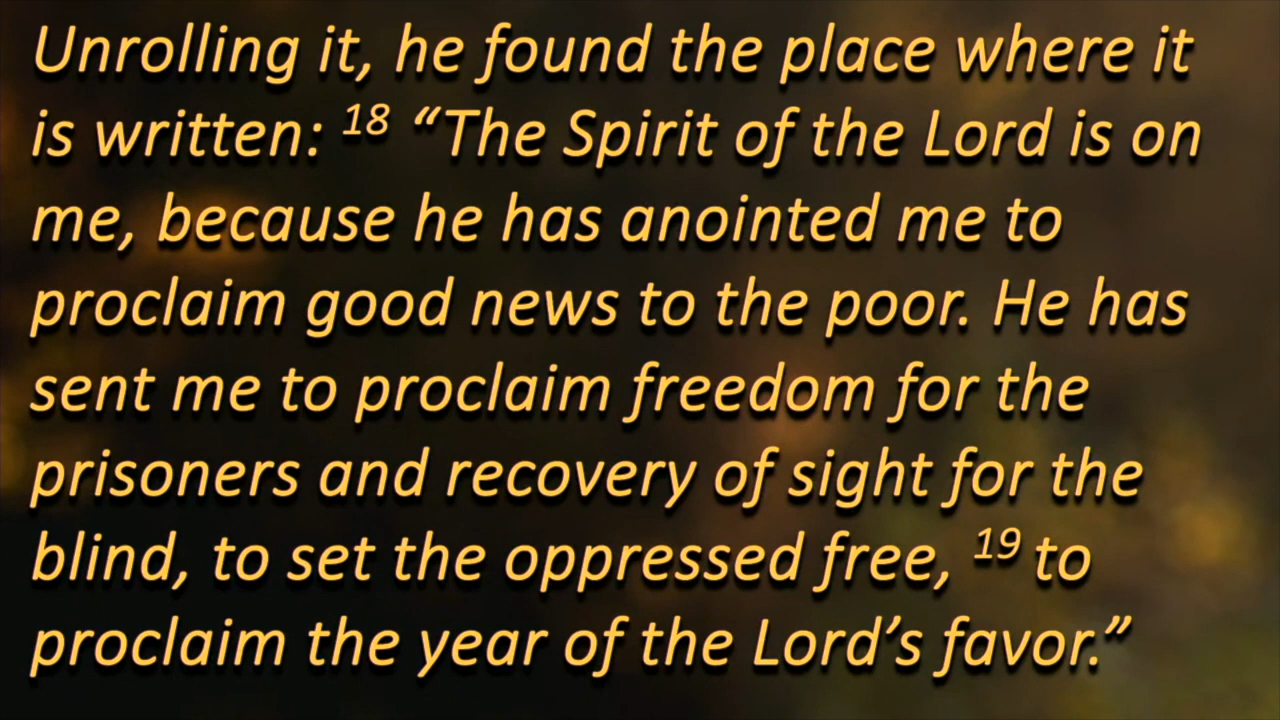 Unrolling it, he found the place where it
is written: 18 “The Spirit of the Lord is on
me, because he has anointed me to
proclaim good news to the poor. He has
sent me to proclaim freedom for the
prisoners and recovery of sight for the
blind, to set the oppressed free, 19 to
proclaim the year of the Lord’s favor.”